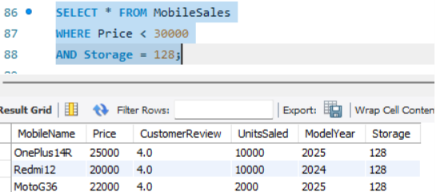 86 SELECT * FROM MobileSales
87 WHERE Price < 30000
88 AND Storage = 128;
Result Grid Filter Rows: Export: Wrap Cell Conten
MobileName Price CustomerReview UnitsSaled ModelYear Storage
OnePlus14R 25000 4.0 10000 2025 128
Redmi12 20000 4.0 10000 2024 128
MotoG36 22000 4.0 2000 2025 128